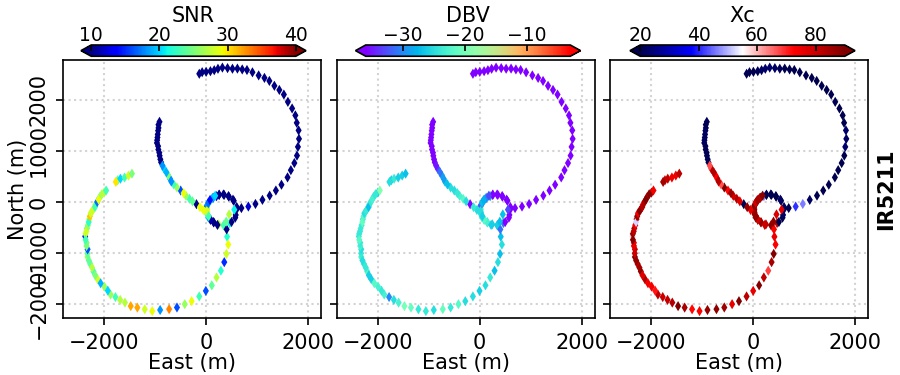 SNR DBV Xc
10 20 30 40 −30 −20 −10 20 40 60 80
North (m)
2000
1000
0
−1000
−2000
IR5211
−2000 0 2000 −2000 0 2000 −2000 0 2000
East (m) East (m) East (m)